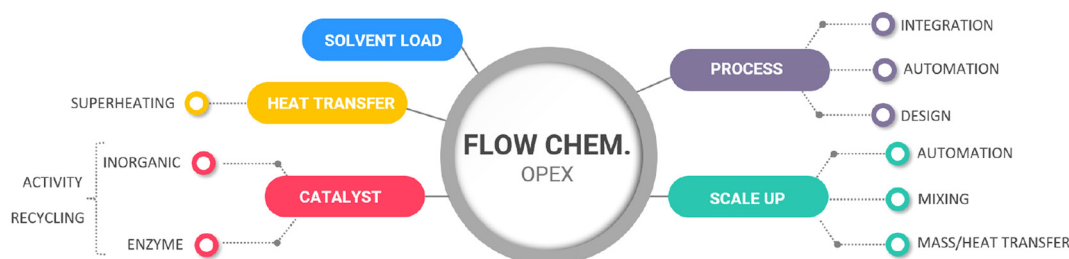 SOLVENT LOAD
HEAT TRANSFER
SUPERHEATING
CATALYST
INORGANIC
ENZYME
ACTIVITY
RECYCLING
FLOW CHEM.
OPEX
PROCESS
INTEGRATION
AUTOMATION
DESIGN
SCALE UP
AUTOMATION
MIXING
MASS/HEAT TRANSFER